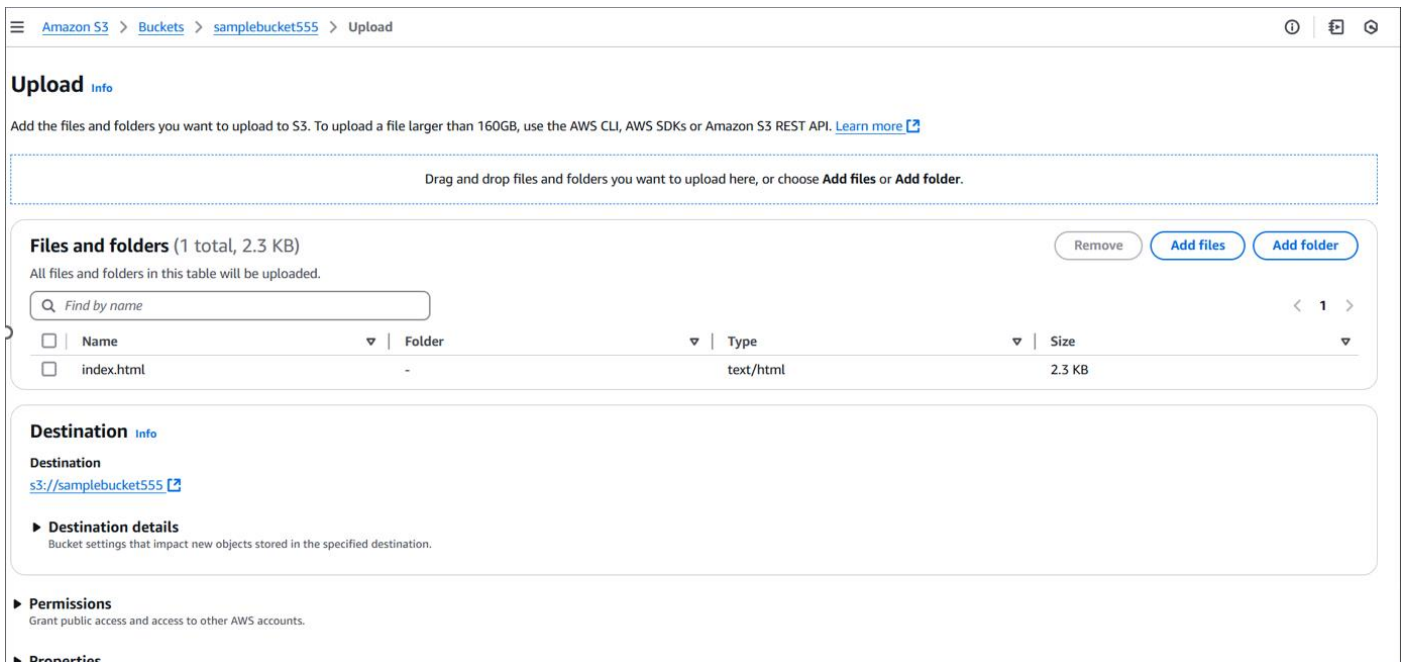 Amazon S3 > Buckets > samplebucket555 > Upload
Upload Info
Add the files and folders you want to upload to S3. To upload a file larger than 160GB, use the AWS CLI, AWS SDKs or Amazon S3 REST API. Learn more
Drag and drop files and folders you want to upload here, or choose Add files or Add folder.
Files and folders (1 total, 2.3 KB)
Remove Add files Add folder
All files and folders in this table will be uploaded.
Find by name
< 1 >
Name Folder Type Size
index.html - text/html 2.3 KB
Destination Info
Destination
s3://samplebucket555
Destination details
Bucket settings that impact new objects stored in the specified destination.
Permissions
Grant public access and access to other AWS accounts.
Properties